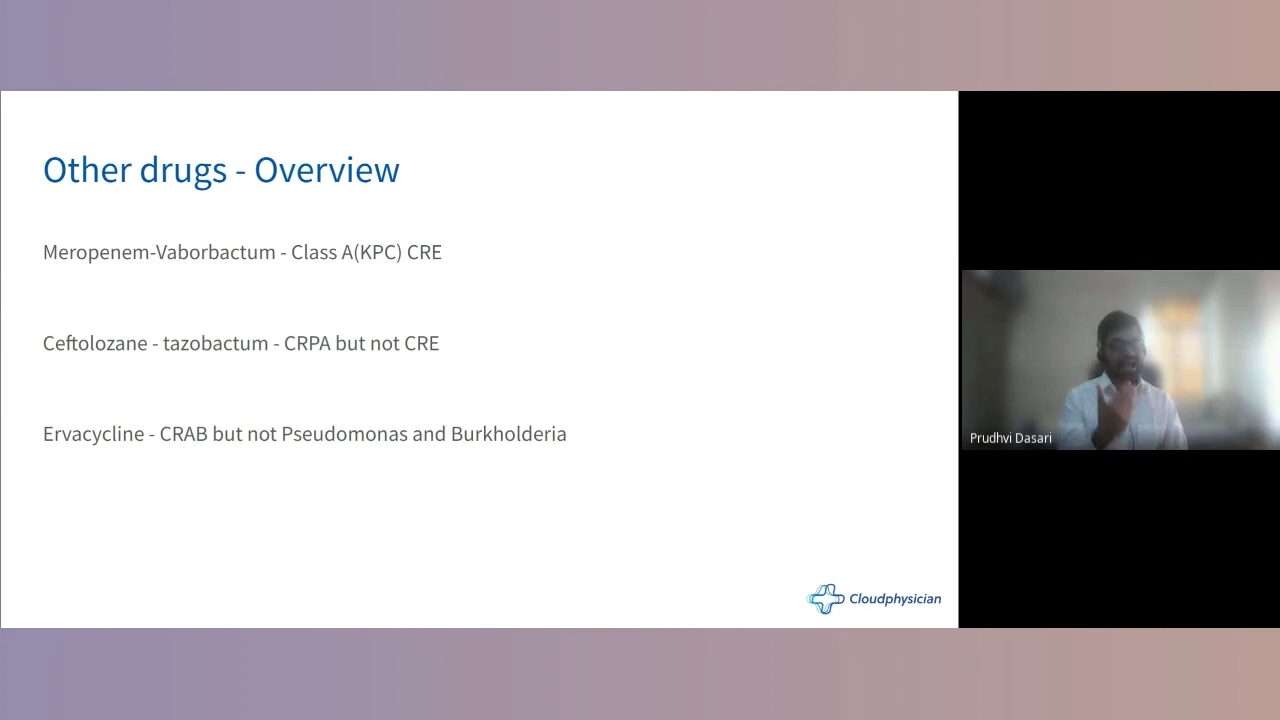 Other drugs - Overview
Meropenem-Vaborbactum - Class A(KPC) CRE
Ceftolozane - tazobactum - CRPA but not CRE
Ervacycline - CRAB but not Pseudomonas and Burkholderia
Cloudphysician
Prudhvi Dasari